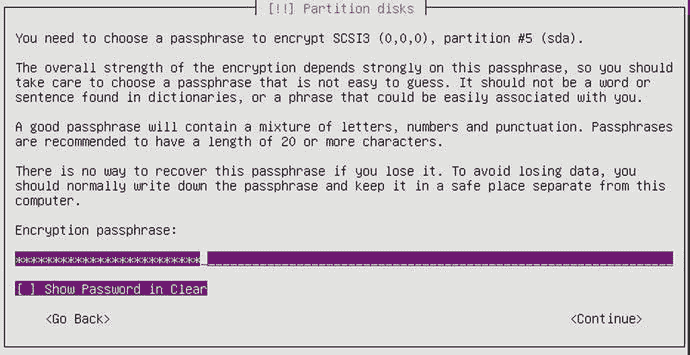 [!!] Partition disks
You need to choose a passphrase to encrypt SCSI3 (0,0,0), partition #5 (sda).
The overall strength of the encryption depends strongly on this passphrase, so you should
take care to choose a passphrase that is not easy to guess. It should not be a word or
sentence found in dictionaries, or a phrase that could be easily associated with you.
A good passphrase will contain a mixture of letters, numbers and punctuation. Passphrases
are recommended to have a length of 20 or more characters.
There is no way to recover this passphrase if you lose it. To avoid losing data, you
should normally write down the passphrase and keep it in a safe place separate from this
computer.
Encryption passphrase:
*************************
[ ] Show Password in Clear
<Go Back> <Continue>